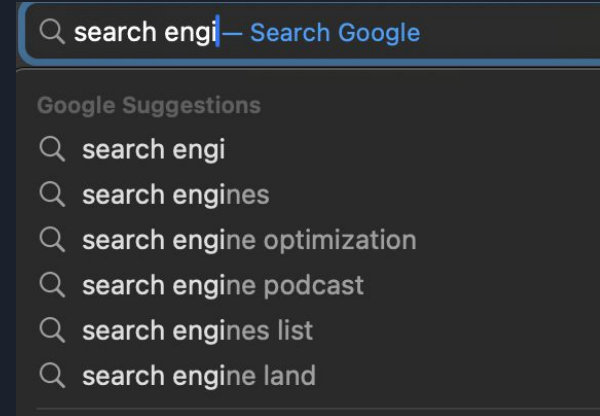 search engi — Search Google
Google Suggestions
search engi
search engines
search engine optimization
search engine podcast
search engines list
search engine land